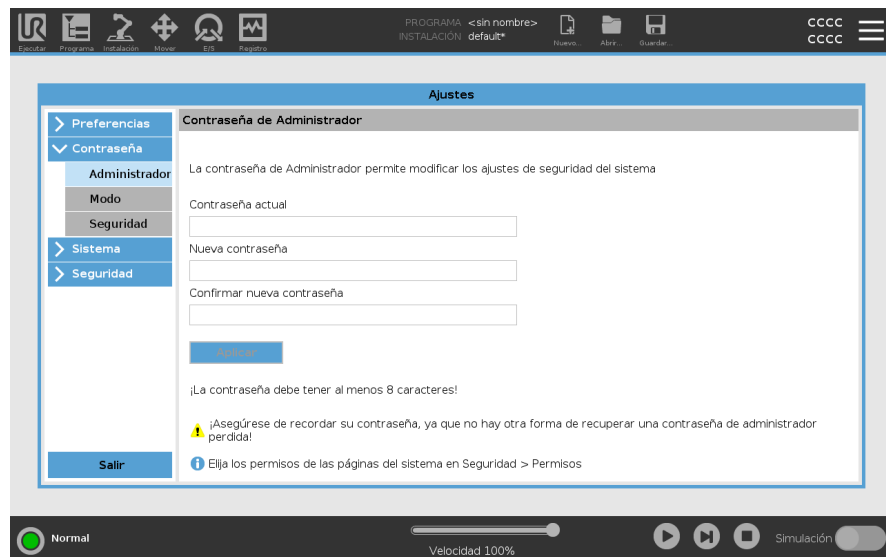 PROGRAMA <sin nombre>
INSTALACIÓN default*
CCCC
CCCC
Ejecutar Programa Instalación Mover E/S Registro
Nuevo... Abrir... Guardar...
Ajustes
Preferencias
Contraseña
Administrador
Modo
Seguridad
Sistema
Seguridad
Salir
Contraseña de Administrador
La contraseña de Administrador permite modificar los ajustes de seguridad del sistema
Contraseña actual
Nueva contraseña
Confirmar nueva contraseña
Aplicar
¡La contraseña debe tener al menos 8 caracteres!
¡Asegúrese de recordar su contraseña, ya que no hay otra forma de recuperar una contraseña de administrador
perdida!
Elija los permisos de las páginas del sistema en Seguridad > Permisos
Normal
Velocidad 100%
Simulación